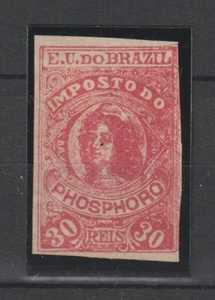 E.U.DO BRAZIL
IMPOSTO DO
PHOSPHORO
30 REIS 30